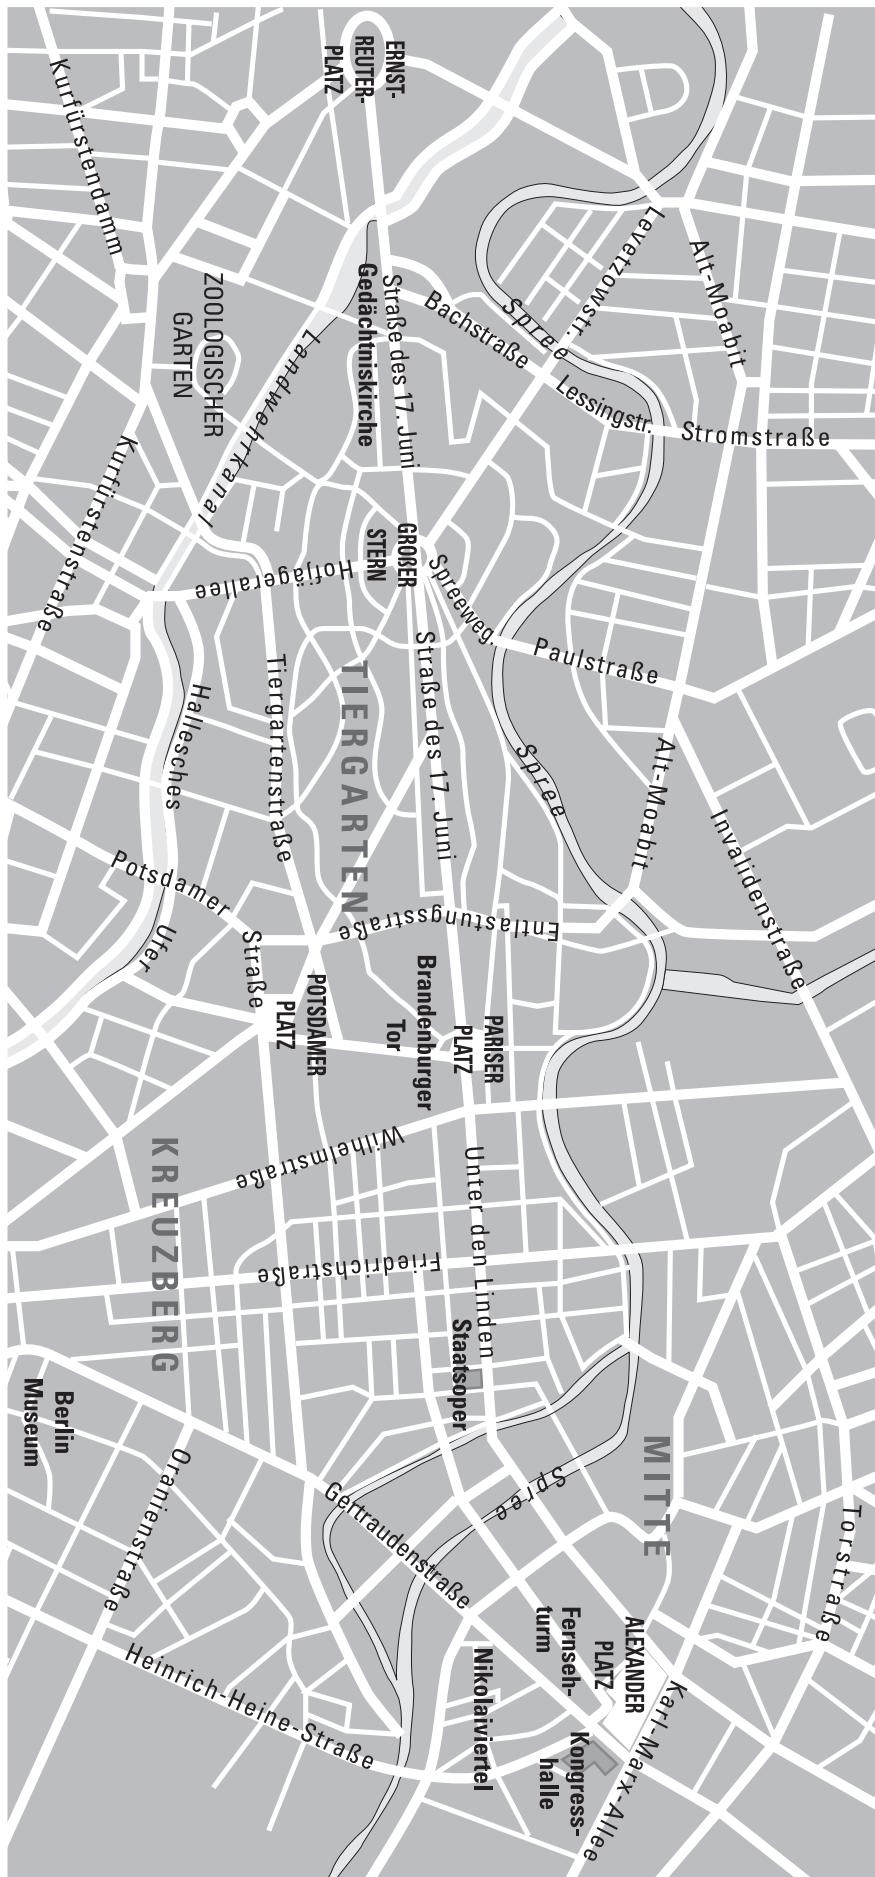 ERNST-
REUTER-
PLATZ
Kurfürstendamm
Levetzowstr.
Alt-Moabit
ZOOLOGISCHER
GARTEN
Landwehrkanal
Gedächtniskirche
Straße des 17. Juni
Bachstraße
Spree
Lessingstr.
Stromstraße
Kurfürstenstraße
GROßER
STERN
Hofjägerallee
Spreeweg.
Paulstraße
TIERGARTEN
Straße des 17. Juni
Tiergartenstraße
Hallesches
Ufer
Spree
Alt-Moabit
Invalidenstraße
Potsdamer
Straße
Entlastungsstraße
POTSDAMER
PLATZ
Brandenburger
Tor
PARISER
PLATZ
KREUZBERG
Wilhelmstraße
Unter den Linden
Friedrichstraße
Staatsoper
Berlin
Museum
MITTE
Oranienstraße
Gertraudenstraße
Spree
Torstraße
Heinrich-Heine-Straße
Nikolaiviertel
Fernseh-
turm
ALEXANDER
PLATZ
Kongress-
halle
Karl-Marx-Allee